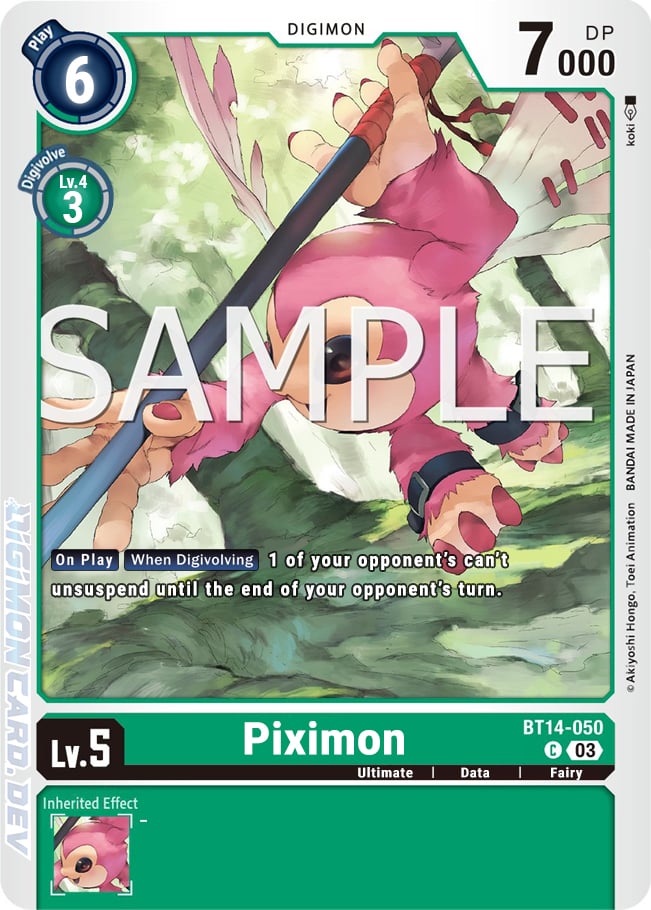 DIGIMON
Play
6
7000 DP
Digivolve
Lv.4
3
koki
SAMPLE
On Play When Digivolving 1 of your opponent's can't
unsuspend until the end of your opponent's turn.
© Akiyoshi Hongo, Toei Animation BANDAI MADE IN JAPAN
DIGIMONCARD.DEV
BT14-050
Lv.5
Piximon
C 03
Ultimate | Data | Fairy
Inherited Effect
-